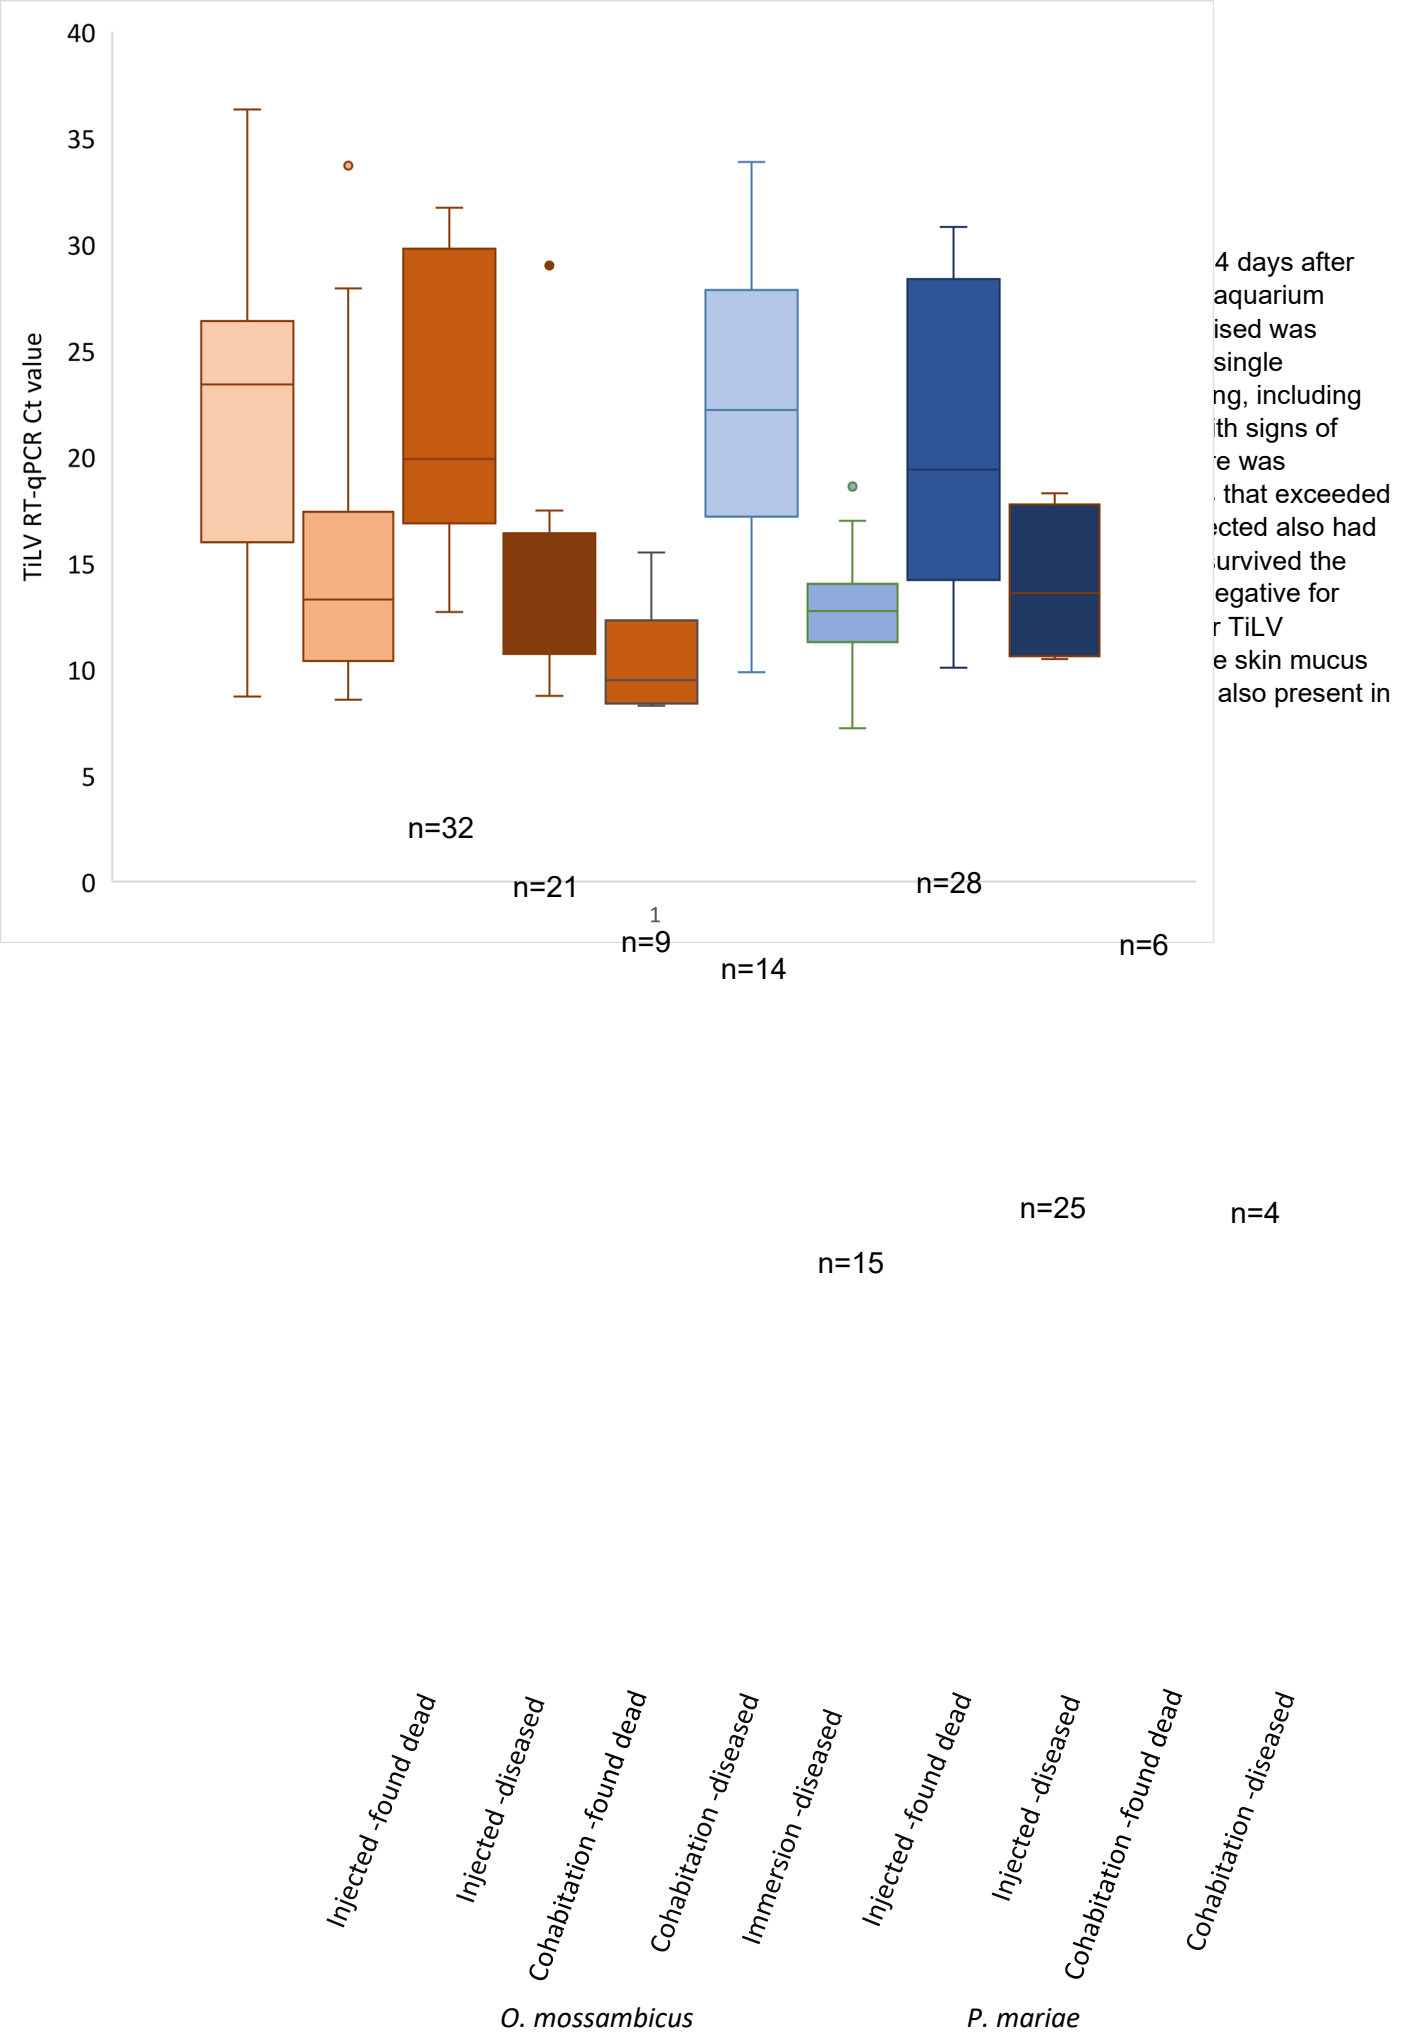 40
35
30
25
20
15
10
5
0
TiLV RT-qPCR Ct value
4 days after
aquarium
ised was
single
ng, including
ith signs of
re was
that exceeded
ected also had
survived the
egative for
r TiLV
e skin mucus
also present in
n=32
n=21
n=28
1
n=9
n=6
n=14
n=25
n=4
n=15
Injected -found dead
Injected -diseased
Cohabitation -found dead
Cohabitation -diseased
Immersion -diseased
Injected -found dead
Injected -diseased
Cohabitation -found dead
Cohabitation -diseased
O. mossambicus
P. mariae